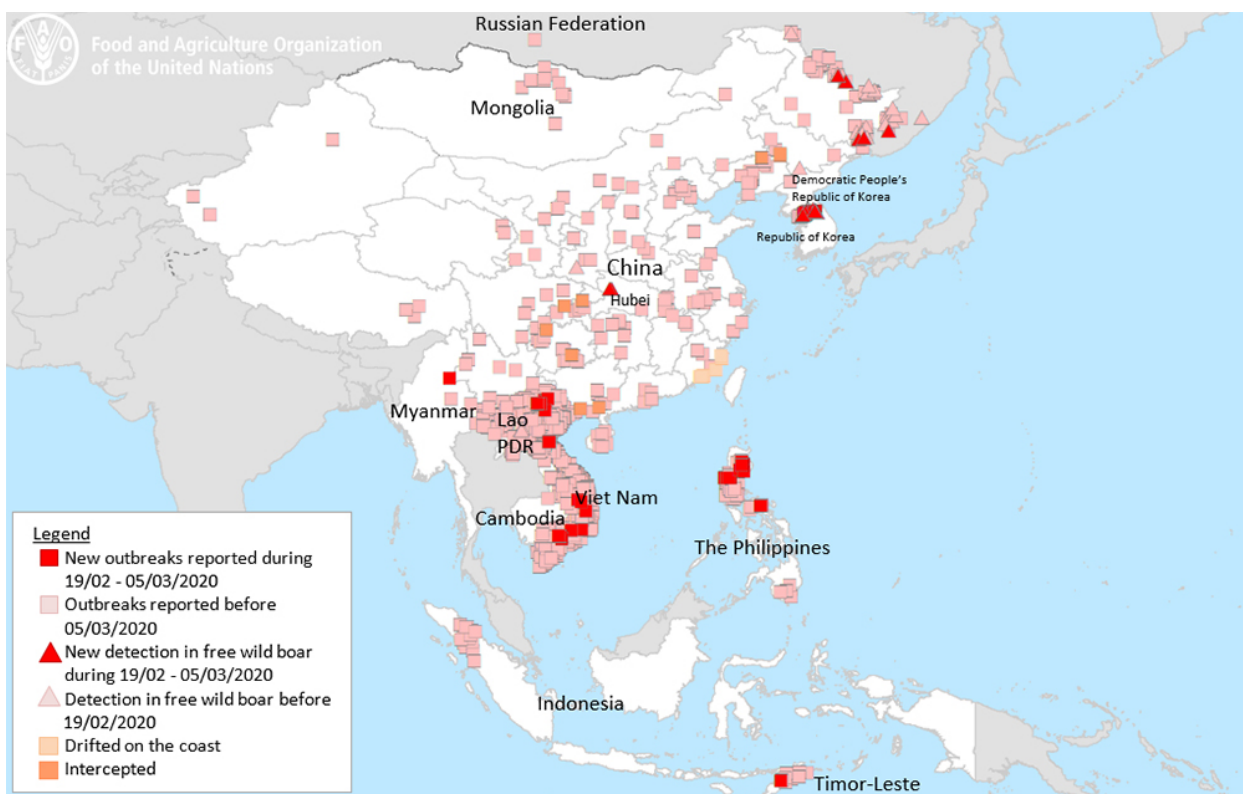 Russian Federation
F A O
FIAT PANIS
Food and Agriculture Organization
of the United Nations
Mongolia
Democratic People's
Republic of Korea
Republic of Korea
China
Hubei
Myanmar
Lao
PDR
Viet Nam
Cambodia
The Philippines
Indonesia
Timor-Leste
Legend
New outbreaks reported during
19/02 - 05/03/2020
Outbreaks reported before
05/03/2020
New detection in free wild boar
during 19/02 - 05/03/2020
Detection in free wild boar before
19/02/2020
Drifted on the coast
Intercepted